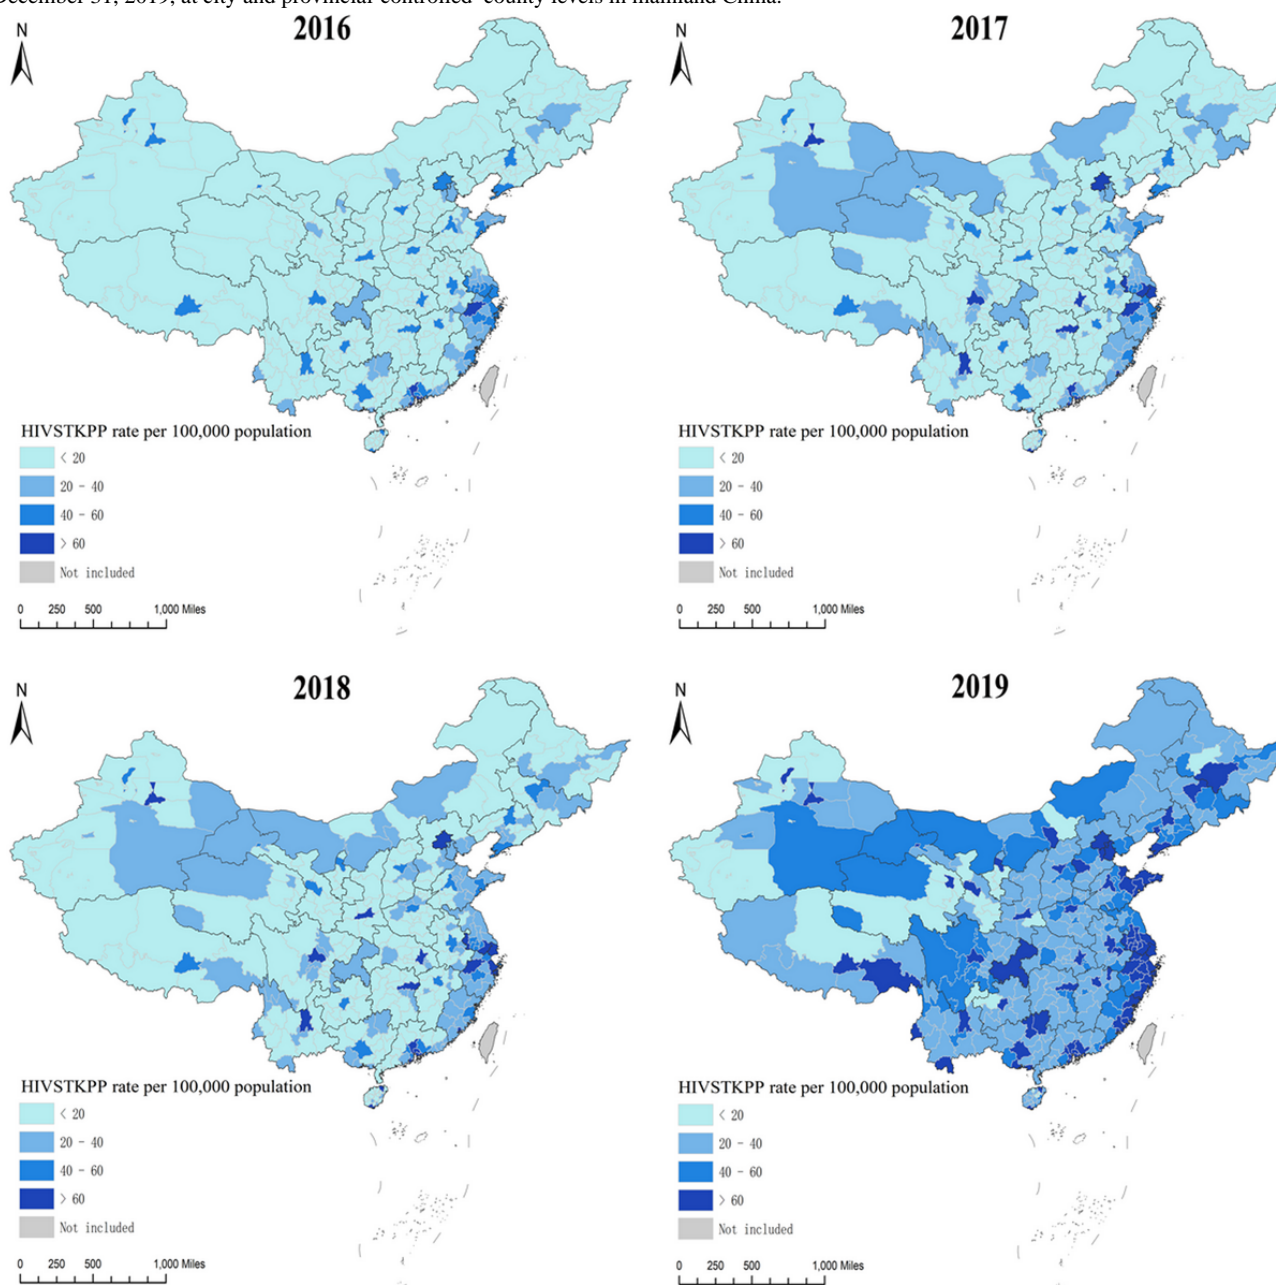 December 31, 2019, at city and provincial-controlled county levels in mainland China.
N
2016
HIVSTKPP rate per 100,000 population
< 20
20 - 40
40 - 60
> 60
Not included
0 250 500 1,000 Miles
N
2017
HIVSTKPP rate per 100,000 population
< 20
20 - 40
40 - 60
> 60
Not included
0 250 500 1,000 Miles
N
2018
HIVSTKPP rate per 100,000 population
< 20
20 - 40
40 - 60
> 60
Not included
0 250 500 1,000 Miles
N
2019
HIVSTKPP rate per 100,000 population
< 20
20 - 40
40 - 60
> 60
Not included
0 250 500 1,000 Miles